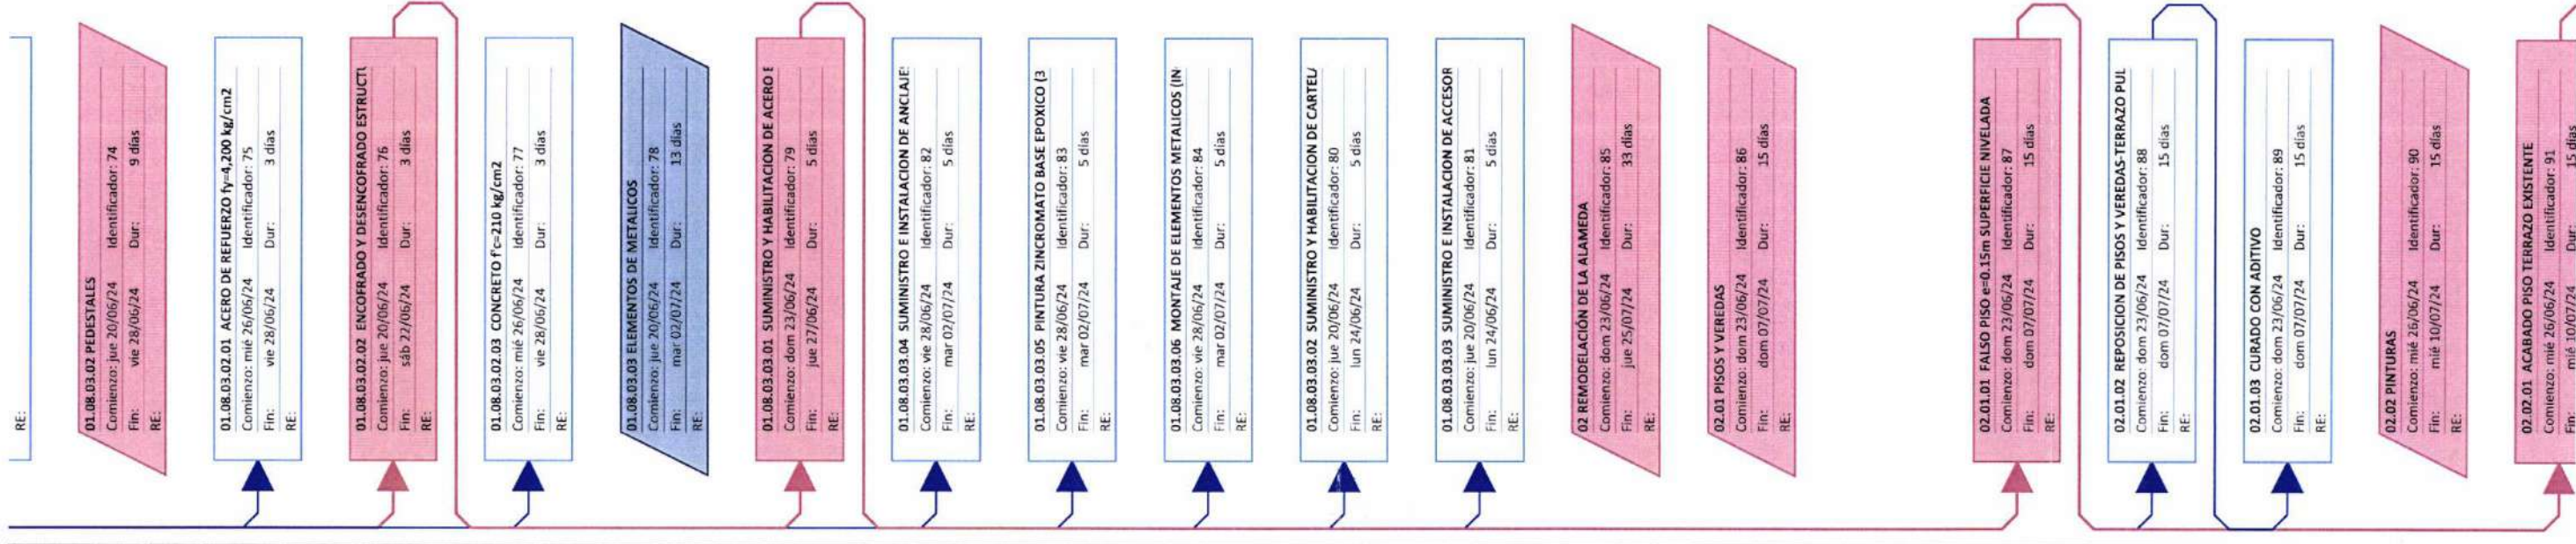 RE:
01.08.03.02 PEDESTALES
Comienzo: jue 20/06/24 Identificador: 74
Fin: vie 28/06/24 Dur: 9 días
RE:
01.08.03.02.01 ACERO DE REFUERZO fy=4,200 kg/cm2
Comienzo: mié 26/06/24 Identificador: 75
Fin: vie 28/06/24 Dur: 3 días
RE:
01.08.03.02.02 ENCOFRADO Y DESENCOFRADO ESTRUCTU
Comienzo: jue 20/06/24 Identificador: 76
Fin: sáb 22/06/24 Dur: 3 días
RE:
01.08.03.02.03 CONCRETO f'c=210 kg/cm2
Comienzo: mié 26/06/24 Identificador: 77
Fin: vie 28/06/24 Dur: 3 días
RE:
01.08.03.03 ELEMENTOS DE METALICOS
Comienzo: jue 20/06/24 Identificador: 78
Fin: mar 02/07/24 Dur: 13 días
RE:
01.08.03.03.01 SUMINISTRO Y HABILITACION DE ACERO E
Comienzo: dom 23/06/24 Identificador: 79
Fin: jue 27/06/24 Dur: 5 días
RE:
01.08.03.03.04 SUMINISTRO E INSTALACION DE ANCLAJE
Comienzo: vie 28/06/24 Identificador: 82
Fin: mar 02/07/24 Dur: 5 días
RE:
01.08.03.03.05 PINTURA ZINCROMATO BASE EPOXICO (3
Comienzo: vie 28/06/24 Identificador: 83
Fin: mar 02/07/24 Dur: 5 días
RE:
01.08.03.03.06 MONTAJE DE ELEMENTOS METALICOS (IN
Comienzo: vie 28/06/24 Identificador: 84
Fin: mar 02/07/24 Dur: 5 días
RE:
01.08.03.03.02 SUMINISTRO Y HABILITACION DE CARTEL
Comienzo: jue 20/06/24 Identificador: 80
Fin: lun 24/06/24 Dur: 5 días
RE:
01.08.03.03.03 SUMINISTRO E INSTALACION DE ACCESOR
Comienzo: jue 20/06/24 Identificador: 81
Fin: lun 24/06/24 Dur: 5 días
RE:
02 REMODELACIÓN DE LA ALAMEDA
Comienzo: dom 23/06/24 Identificador: 85
Fin: jue 25/07/24 Dur: 33 días
RE:
02.01 PISOS Y VEREDAS
Comienzo: dom 23/06/24 Identificador: 86
Fin: dom 07/07/24 Dur: 15 días
RE:
02.01.01 FALSO PISO e=0.15m SUPERFICIE NIVELADA
Comienzo: dom 23/06/24 Identificador: 87
Fin: dom 07/07/24 Dur: 15 días
RE:
02.01.02 REPOSICION DE PISOS Y VEREDAS-TERRAZO PUL
Comienzo: dom 23/06/24 Identificador: 88
Fin: dom 07/07/24 Dur: 15 días
RE:
02.01.03 CURADO CON ADITIVO
Comienzo: dom 23/06/24 Identificador: 89
Fin: dom 07/07/24 Dur: 15 días
RE:
02.02 PINTURAS
Comienzo: mié 26/06/24 Identificador: 90
Fin: mié 10/07/24 Dur: 15 días
RE:
02.02.01 ACABADO PISO TERRAZO EXISTENTE
Comienzo: mié 26/06/24 Identificador: 91
Fin: mié 10/07/24 Dur: 15 días